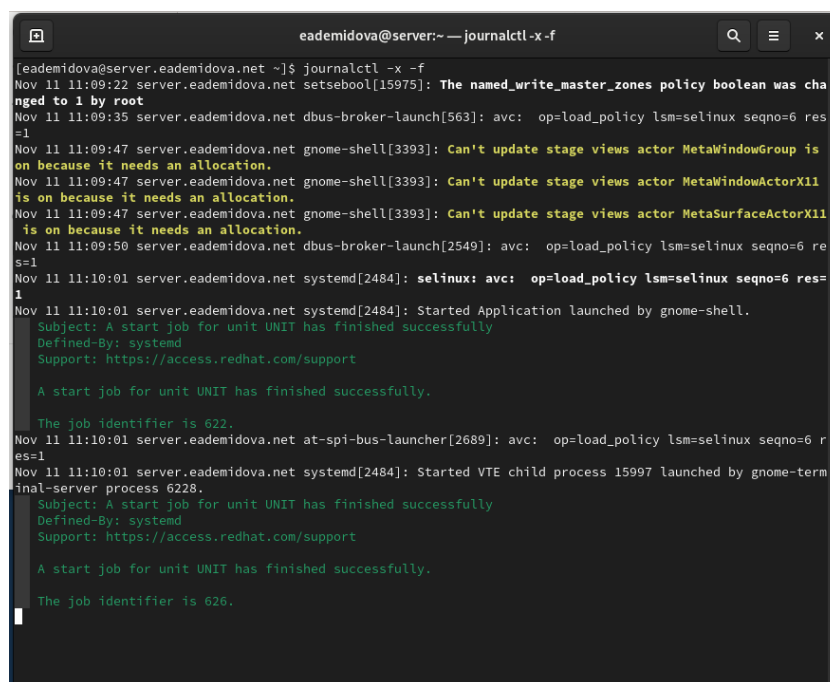 eademidova@server:~ — journalctl -x -f
[eademidova@server.eademidova.net ~]$ journalctl -x -f
Nov 11 11:09:22 server.eademidova.net setsebool[15975]: The named_write_master_zones policy boolean was cha
nged to 1 by root
Nov 11 11:09:35 server.eademidova.net dbus-broker-launch[563]: avc:  op=load_policy lsm=selinux seqno=6 res
=1
Nov 11 11:09:47 server.eademidova.net gnome-shell[3393]: Can't update stage views actor MetaWindowGroup is
on because it needs an allocation.
Nov 11 11:09:47 server.eademidova.net gnome-shell[3393]: Can't update stage views actor MetaWindowActorX11
is on because it needs an allocation.
Nov 11 11:09:47 server.eademidova.net gnome-shell[3393]: Can't update stage views actor MetaSurfaceActorX11
 is on because it needs an allocation.
Nov 11 11:09:50 server.eademidova.net dbus-broker-launch[2549]: avc:  op=load_policy lsm=selinux seqno=6 re
s=1
Nov 11 11:10:01 server.eademidova.net systemd[2484]: selinux: avc:  op=load_policy lsm=selinux seqno=6 res=
1
Nov 11 11:10:01 server.eademidova.net systemd[2484]: Started Application launched by gnome-shell.
Subject: A start job for unit UNIT has finished successfully
Defined-By: systemd
Support: https://access.redhat.com/support
A start job for unit UNIT has finished successfully.
The job identifier is 622.
Nov 11 11:10:01 server.eademidova.net at-spi-bus-launcher[2689]: avc:  op=load_policy lsm=selinux seqno=6 r
es=1
Nov 11 11:10:01 server.eademidova.net systemd[2484]: Started VTE child process 15997 launched by gnome-term
inal-server process 6228.
Subject: A start job for unit UNIT has finished successfully
Defined-By: systemd
Support: https://access.redhat.com/support
A start job for unit UNIT has finished successfully.
The job identifier is 626.